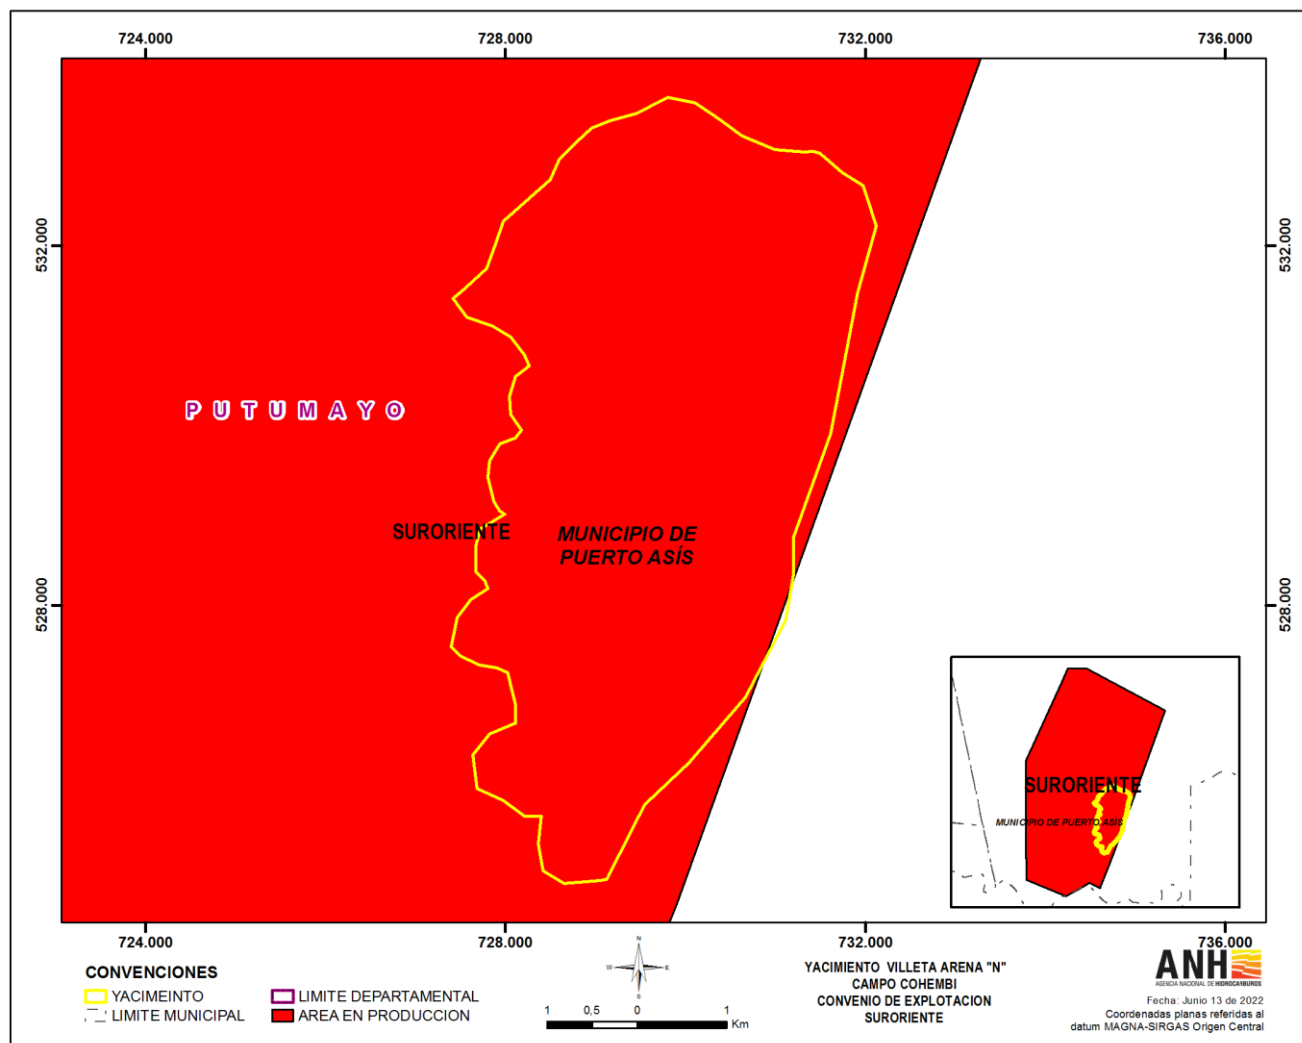 724.000 728.000 732.000 736.000
532.000 532.000
PUTUMAYO
SURORIENTE
MUNICIPIO DE
PUERTO ASÍS
528.000 528.000
SURORIENTE
MUNICIPIO DE PUERTO ASÍS
724.000 728.000 732.000 736.000
CONVENCIONES
YACIMEINTO
LIMITE DEPARTAMENTAL
LIMITE MUNICIPAL
AREA EN PRODUCCION
N
W E
S
1 0,5 0 1
Km
YACIMIENTO VILLETA ARENA "N"
CAMPO COHEMBI
CONVENIO DE EXPLOTACION
SURORIENTE
ANH
AGENCIA NACIONAL DE HIDROCARBUROS
Fecha: Junio 13 de 2022
Coordenadas planas referidas al
datum MAGNA-SIRGAS Origen Central